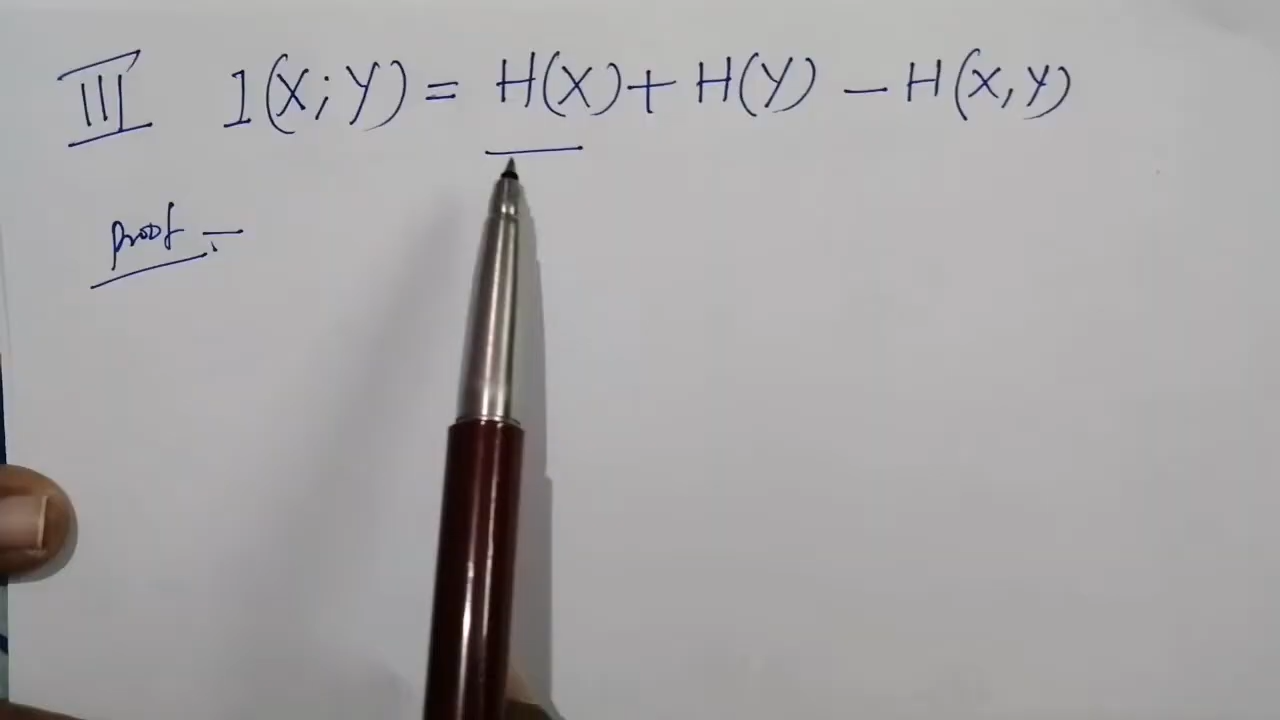 III I(X;Y) = H(X)+ H(Y) - H(X,Y)
Proof :-